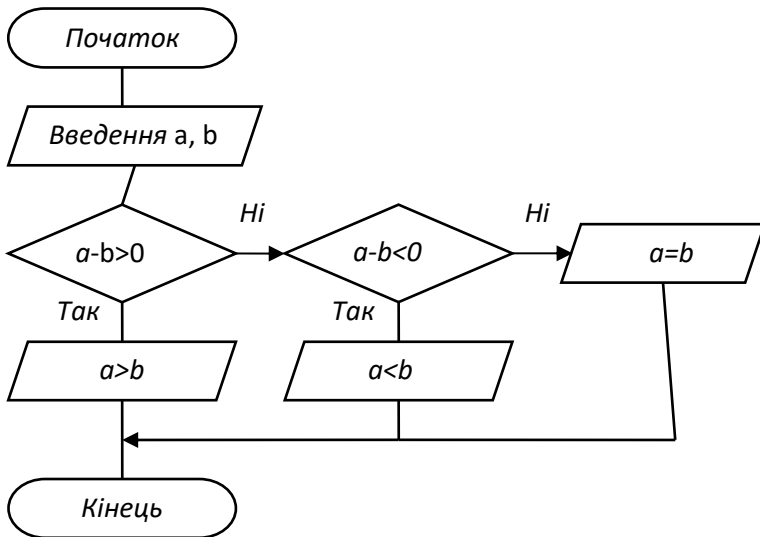 Початок
Введення a, b
Ні
Ні
a-b>0
a-b<0
a=b
Так
Так
a>b
a<b
Кінець